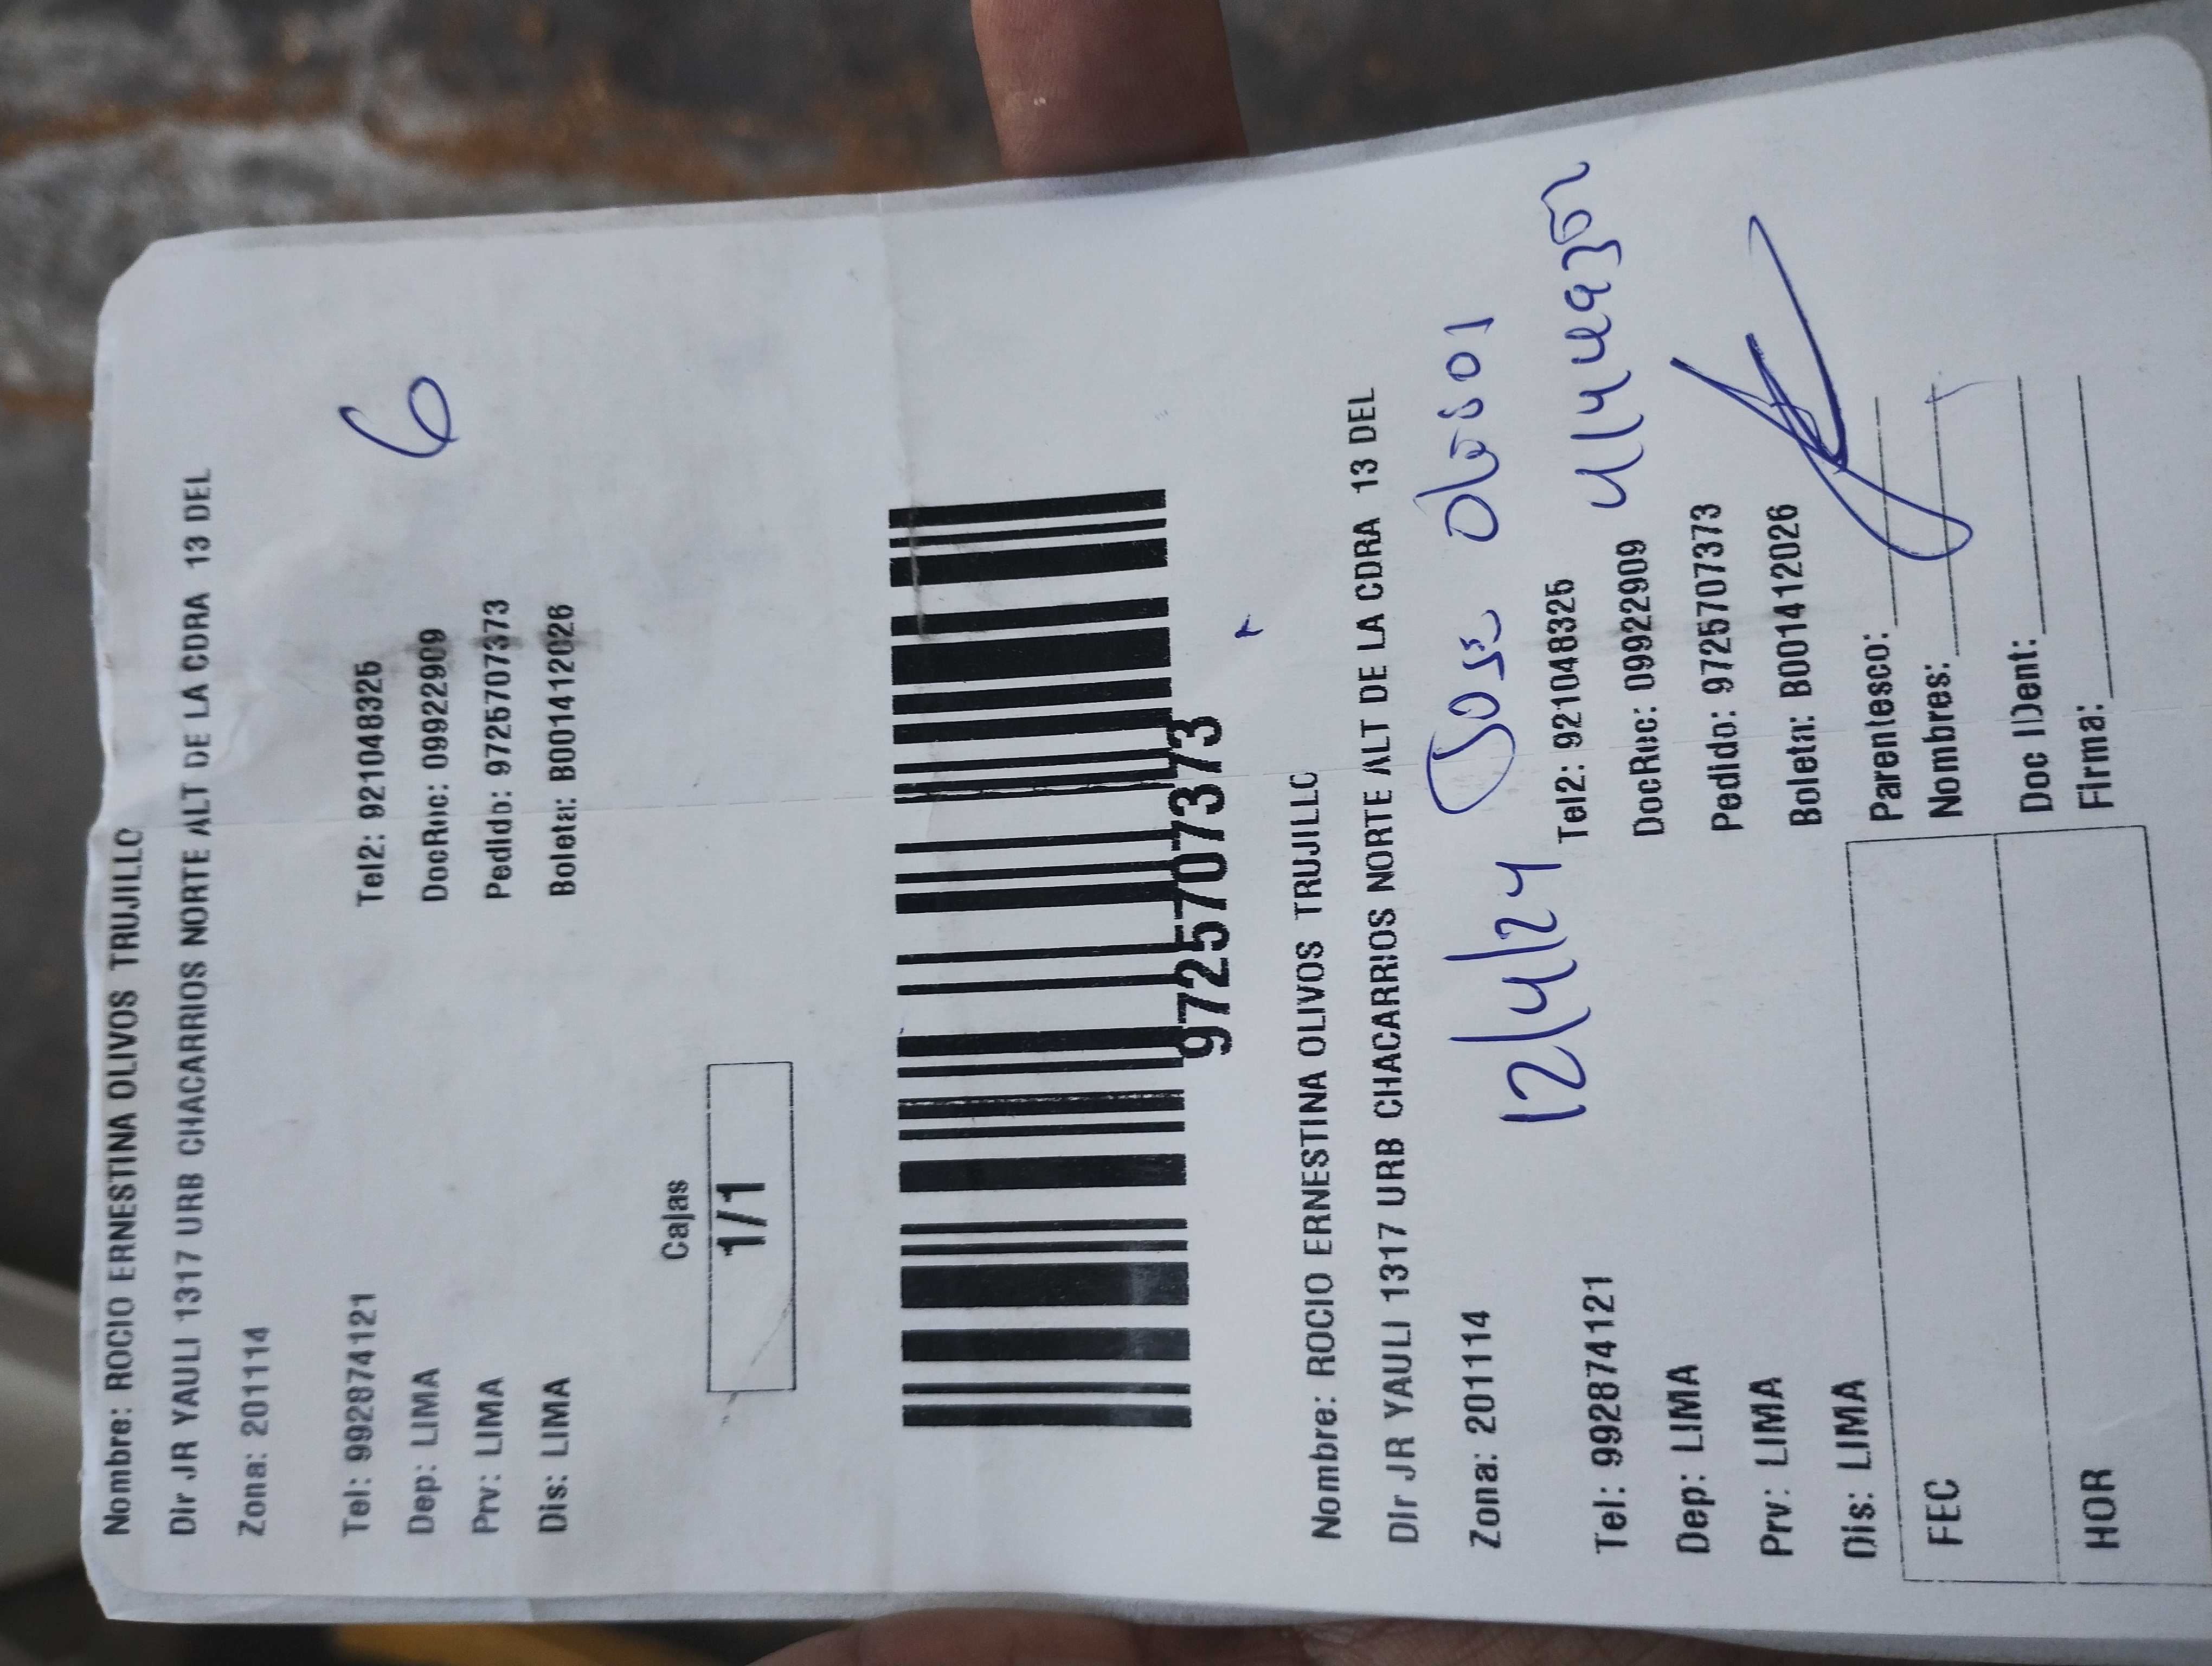 Nombre: ROCIO ERNESTINA OLIVOS TRUJILLO
Dir JR YAULI 1317 URB CHACARRIOS NORTE ALT DE LA CDRA 13 DEL
Zona: 201114
Tel: 992874121 Tel2: 921048325
6
Dep: LIMA DocRuc: 09922909
Prv: LIMA Pedido: 9725707373
Dis: LIMA Boleta: B001412026
Cajas
1/1
9725707373
Nombre: ROCIO ERNESTINA OLIVOS TRUJILLO
Dir JR YAULI 1317 URB CHACARRIOS NORTE ALT DE LA CDRA 13 DEL
Zona: 201114
12/4/24 Jose
Tel: 992874121 Tel2: 921048325
Dep: LIMA DocRuc: 09922909
Prv: LIMA Pedido: 9725707373
Dis: LIMA Boleta: B001412026
FEC
Parentesco:
Nombres:
HOR
Doc IDent:
Firma: